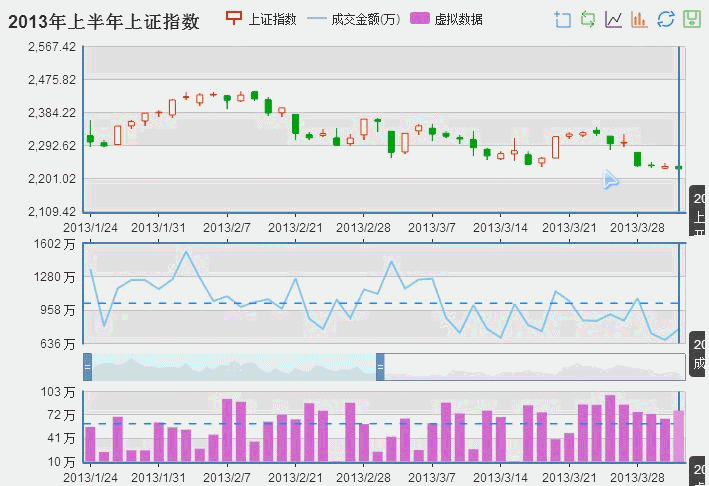 2013年上半年上证指数
上证指数 成交金额(万) 虚拟数据
2,567.42
2,475.82
2,384.22
2,292.62
2,201.02
2,109.42
2013/1/24 2013/1/31 2013/2/7 2013/2/21 2013/2/28 2013/3/7 2013/3/14 2013/3/21 2013/3/28
20
上
1602 万
1280 万
958 万
636 万
20
成
103 万
72 万
41 万
10 万
2013/1/24 2013/1/31 2013/2/7 2013/2/21 2013/2/28 2013/3/7 2013/3/14 2013/3/21 2013/3/28
20